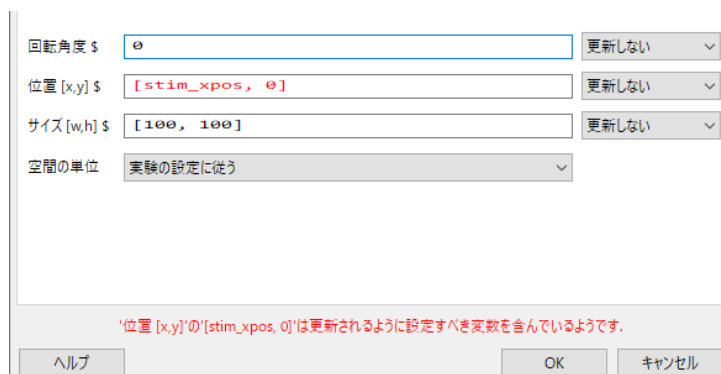 回転角度 $ 0 更新しない
位置 [x,y] $ [stim_xpos, 0] 更新しない
サイズ [w,h] $ [100, 100] 更新しない
空間の単位 実験の設定に従う
'位置 [x,y]'の'[stim_xpos, 0]'は更新されるように設定すべき変数を含んでいるようです.
ヘルプ OK キャンセル